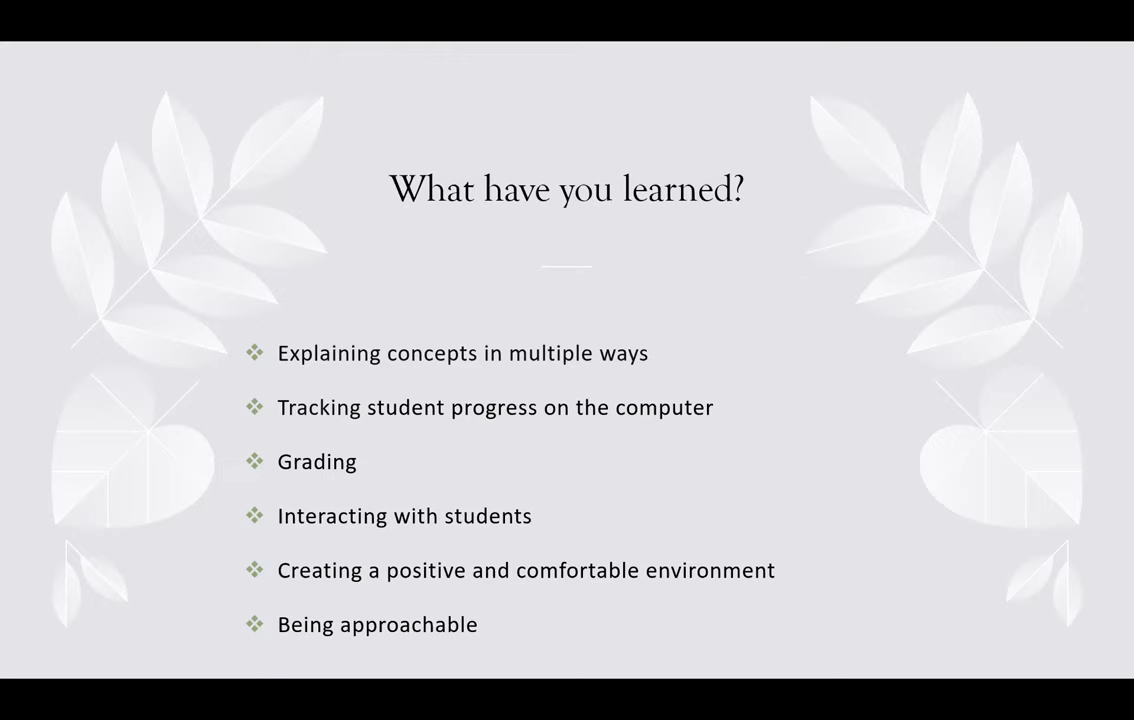 What have you learned?
Explaining concepts in multiple ways
Tracking student progress on the computer
Grading
Interacting with students
Creating a positive and comfortable environment
Being approachable